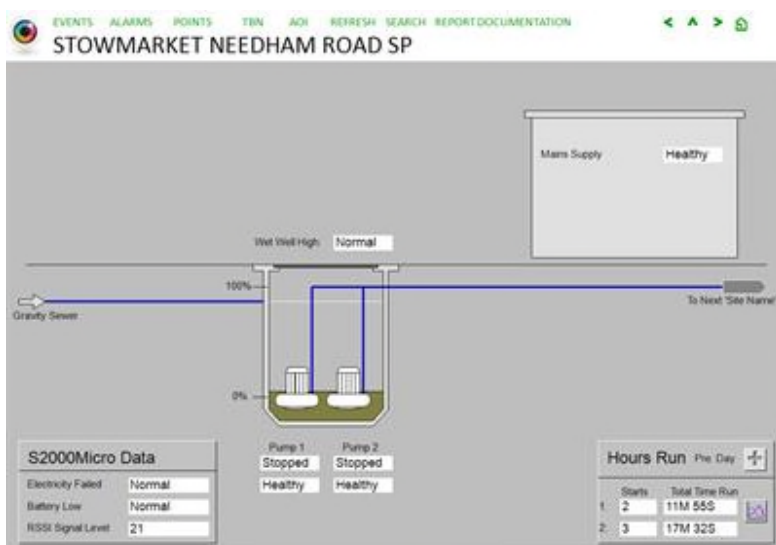 EVENTS ALARMS POINTS TBN AOI REFRESH SEARCH REPORT DOCUMENTATION
STOWMARKET NEEDHAM ROAD SP
Mains Supply Healthy
Wet Well High Normal
100%
Gravity Sewer
To Next 'Site Name'
0%
Pump 1 Pump 2
Stopped Stopped
Healthy Healthy
S2000Micro Data
Electricity Failed Normal
Battery Low Normal
RSSI Signal Level 21
Hours Run Pre Day
Starts Total Time Run
1: 2 11M 55S
2: 3 17M 32S